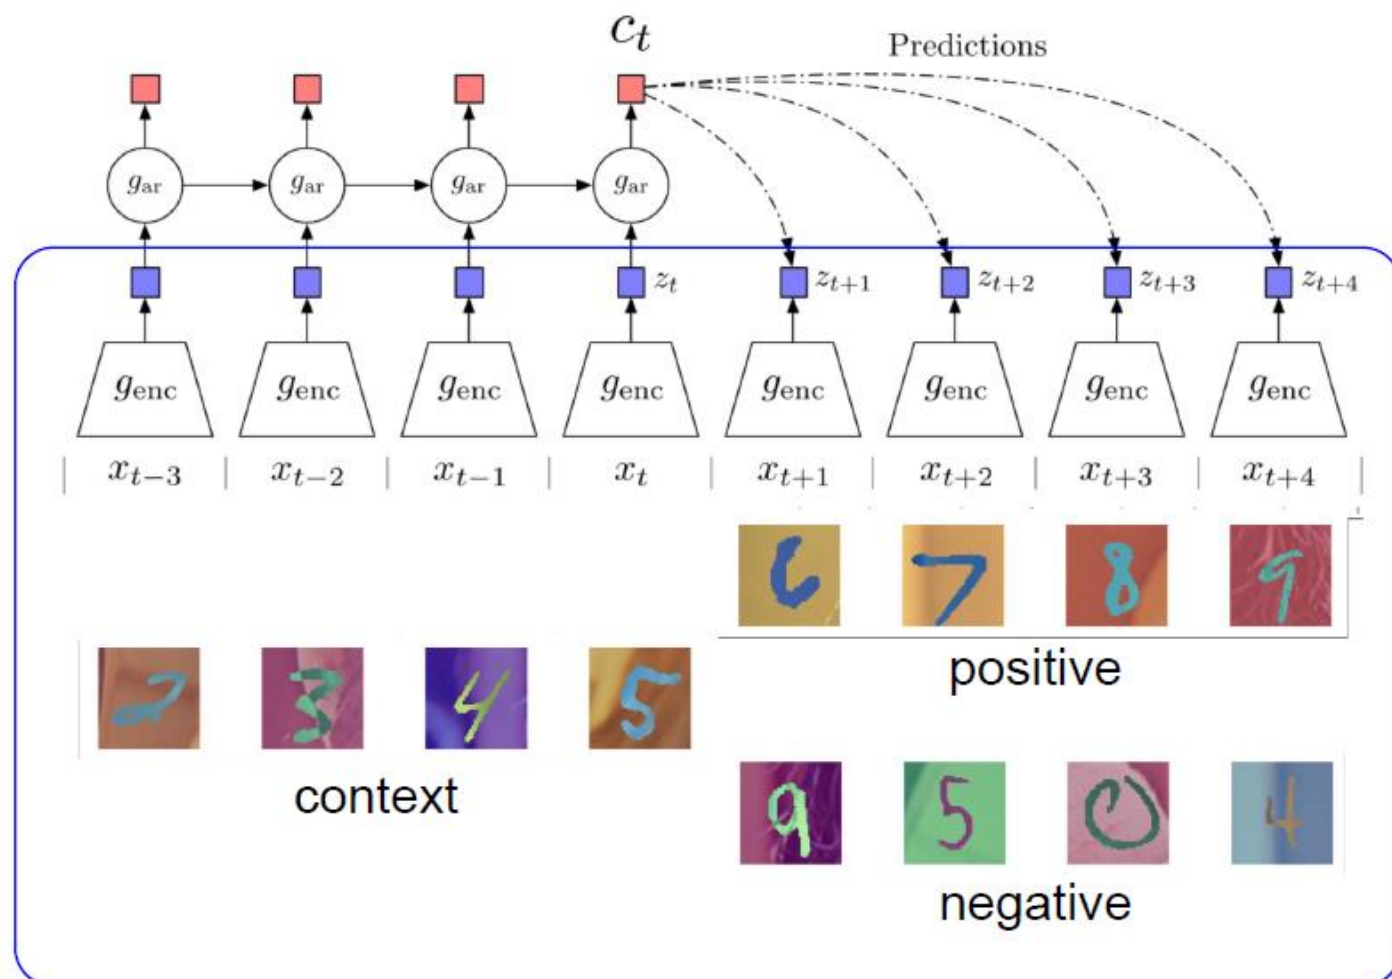 c_t
Predictions
g_ar g_ar g_ar g_ar
z_t z_{t+1} z_{t+2} z_{t+3} z_{t+4}
g_enc g_enc g_enc g_enc g_enc g_enc g_enc g_enc
| x_{t−3} | x_{t−2} | x_{t−1} | x_t | x_{t+1} | x_{t+2} | x_{t+3} | x_{t+4} |
6 7 8 9
positive
2 3 4 5
context
9 5 0 4
negative